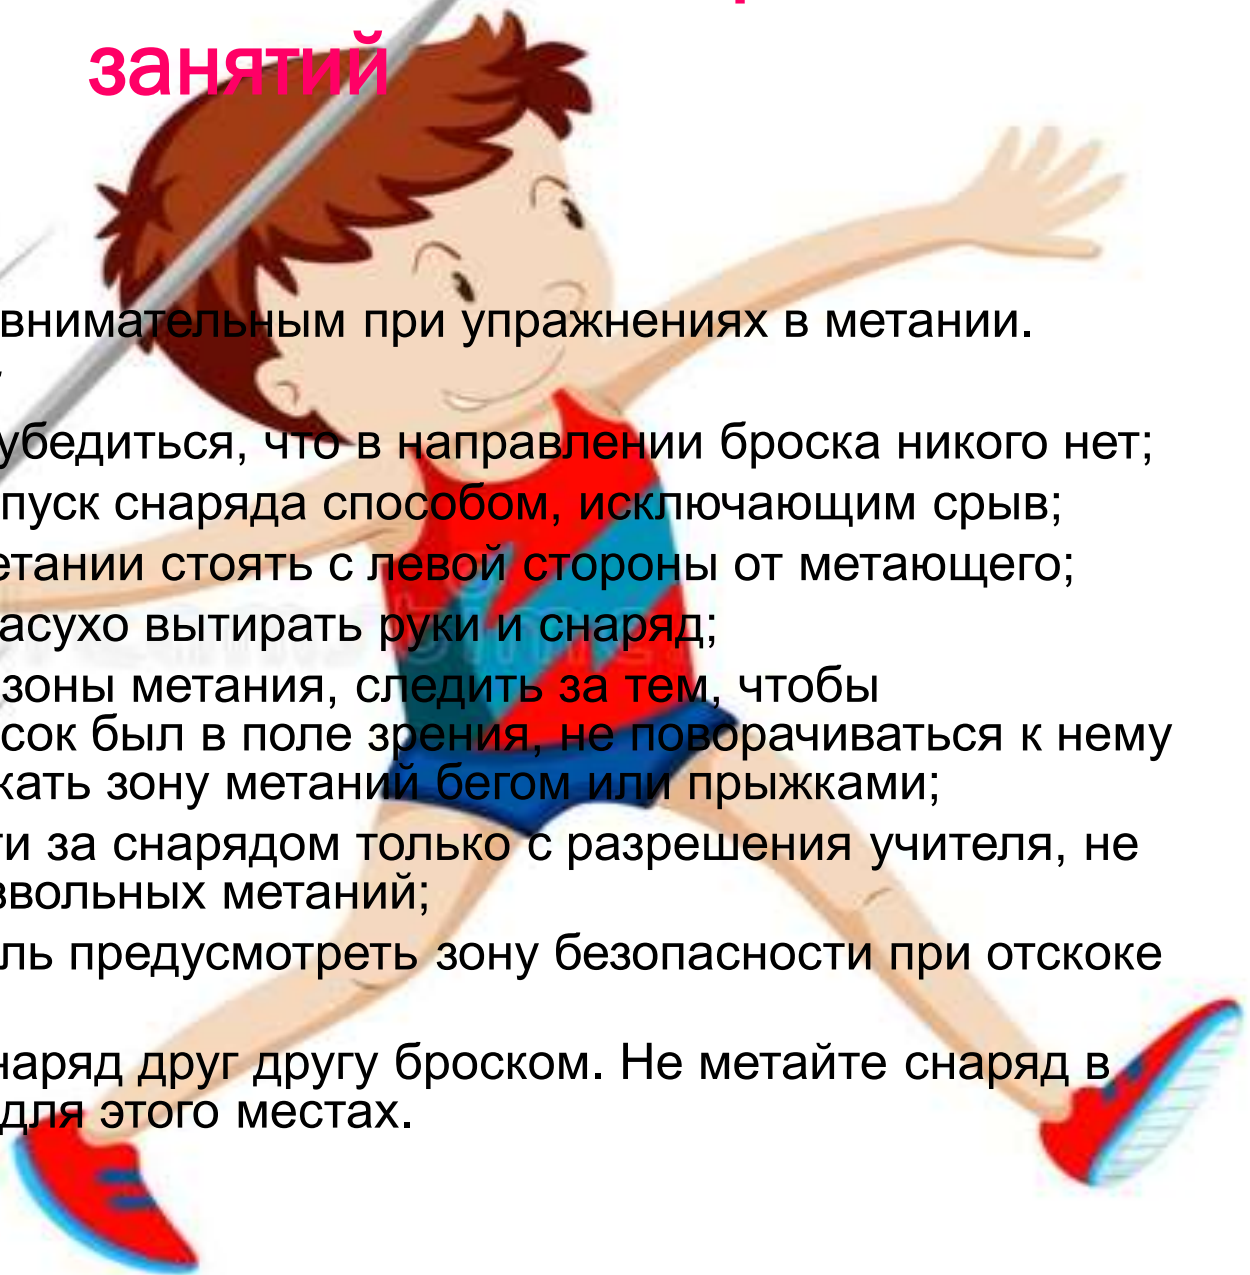 занятий
внимательным при упражнениях в метании.
убедиться, что в направлении броска никого нет;
пуск снаряда способом, исключающим срыв;
етании стоять с левой стороны от метающего;
асухо вытирать руки и снаряд;
зоны метания, следить за тем, чтобы
сок был в поле зрения, не поворачиваться к нему
кать зону метаний бегом или прыжками;
ти за снарядом только с разрешения учителя, не
звольных метаний;
ль предусмотреть зону безопасности при отскоке
наряд друг другу броском. Не метайте снаряд в
для этого местах.